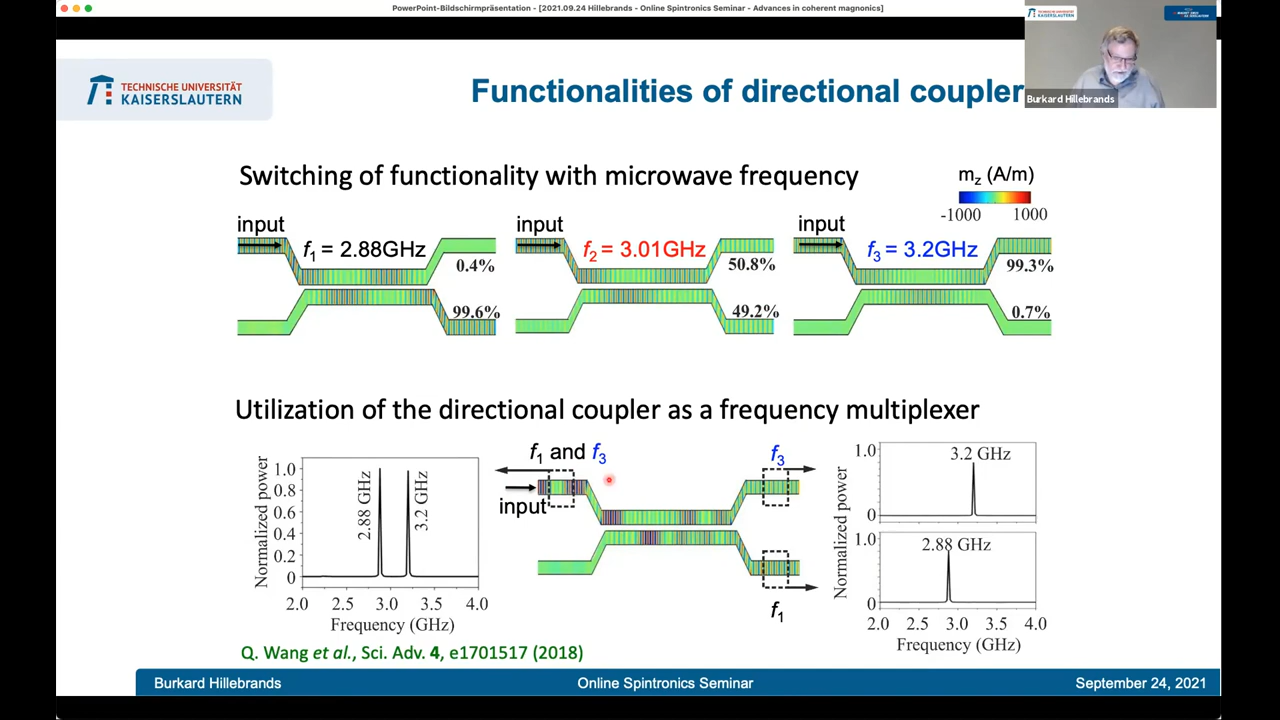 PowerPoint-Bildschirmpräsentation - [2021.09.24 Hillebrands - Online Spintronics Seminar - Advances in coherent magnonics]
TECHNISCHE UNIVERSITÄT
KAISERSLAUTERN
Functionalities of directional coupler
TECHNISCHE UNIVERSITÄT
KAISERSLAUTERN
Burkard Hillebrands
Switching of functionality with microwave frequency
mz (A/m)
-1000 1000
input
f1 = 2.88GHz
0.4%
99.6%
input
f2 = 3.01GHz
50.8%
49.2%
input
f3 = 3.2GHz
99.3%
0.7%
Utilization of the directional coupler as a frequency multiplexer
Normalized power
1.0
0.8
0.6
0.4
0.2
0
2.88 GHz
3.2 GHz
2.0 2.5 3.0 3.5 4.0
Frequency (GHz)
f1 and f3
input
f3
f1
Normalized power
1.0
0
3.2 GHz
Normalized power
1.0
0
2.88 GHz
2.0 2.5 3.0 3.5 4.0
Frequency (GHz)
Q. Wang et al., Sci. Adv. 4, e1701517 (2018)
Burkard Hillebrands
Online Spintronics Seminar
September 24, 2021